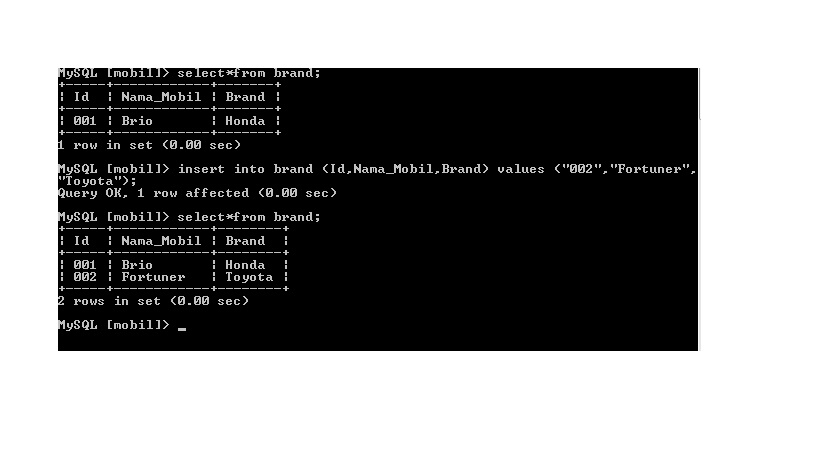 MySQL [mobil]> select*from brand;
+-----+-------------+-------+
| Id  | Nama_Mobil | Brand |
+-----+-------------+-------+
| 001 | Brio       | Honda |
+-----+-------------+-------+
1 row in set (0.00 sec)
MySQL [mobil]> insert into brand (Id,Nama_Mobil,Brand) values ("002","Fortuner",
"Toyota");
Query OK, 1 row affected (0.00 sec)
MySQL [mobil]> select*from brand;
+-----+------------+--------+
| Id  | Nama_Mobil | Brand  |
+-----+------------+--------+
| 001 | Brio       | Honda  |
| 002 | Fortuner   | Toyota |
+-----+------------+--------+
2 rows in set (0.00 sec)
MySQL [mobil]> _